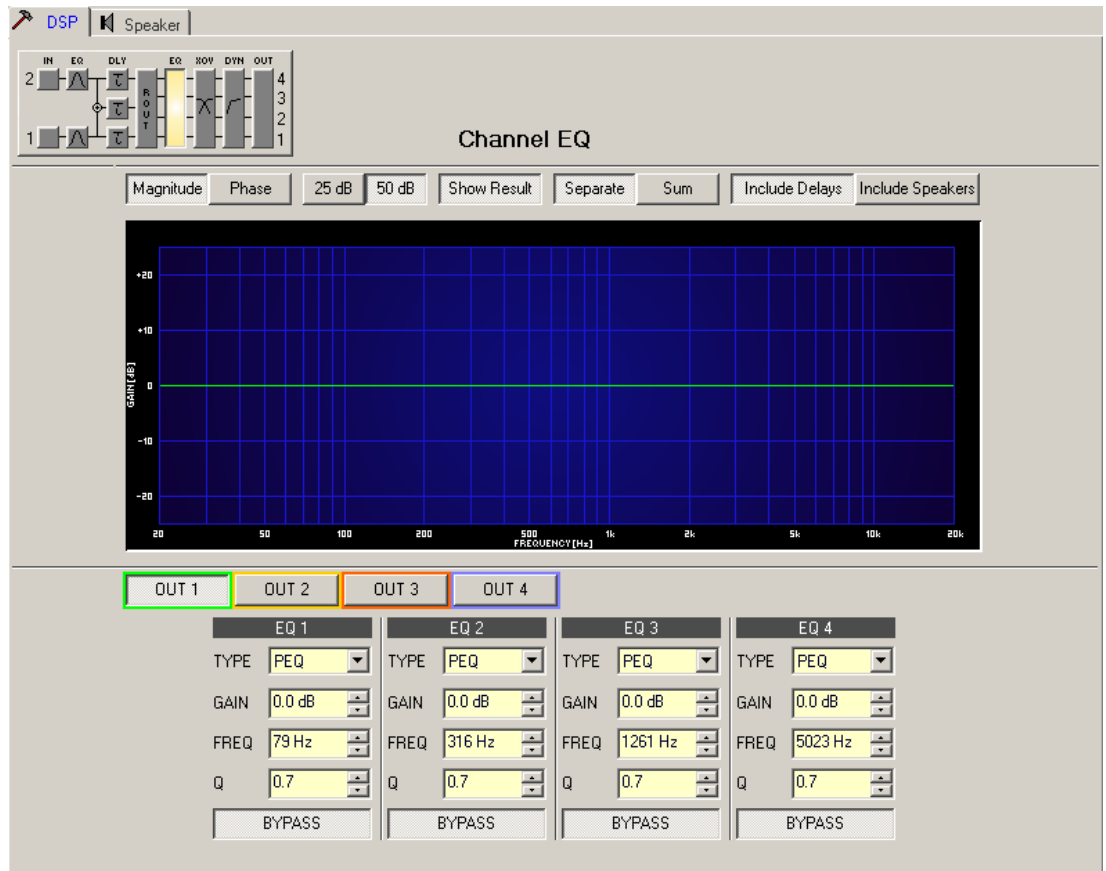 DSP Speaker
IN EQ DLY EQ XOV DYN OUT
2 τ 4
τ ROUT 3
2
1 τ 1
Channel EQ
Magnitude Phase 25 dB 50 dB Show Result Separate Sum Include Delays Include Speakers
+20
+10
GAIN[dB]
0
-10
-20
20 50 100 200 500 1k 2k 5k 10k 20k
FREQUENCY[Hz]
OUT 1 OUT 2 OUT 3 OUT 4
EQ 1 EQ 2 EQ 3 EQ 4
TYPE PEQ TYPE PEQ TYPE PEQ TYPE PEQ
GAIN 0.0 dB GAIN 0.0 dB GAIN 0.0 dB GAIN 0.0 dB
FREQ 79 Hz FREQ 316 Hz FREQ 1261 Hz FREQ 5023 Hz
Q 0.7 Q 0.7 Q 0.7 Q 0.7
BYPASS BYPASS BYPASS BYPASS